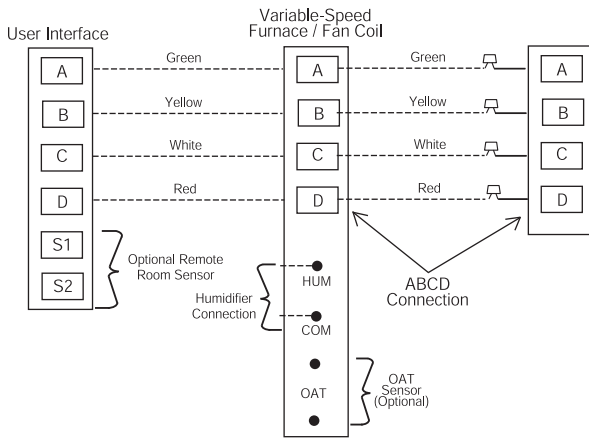 User Interface
Variable-Speed
Furnace / Fan Coil
A
Green
A
Green
A
B
Yellow
B
Yellow
B
C
White
C
White
C
D
Red
D
Red
D
S1
S2
Optional Remote
Room Sensor
Humidifier
Connection
HUM
COM
ABCD
Connection
OAT
OAT
Sensor
(Optional)